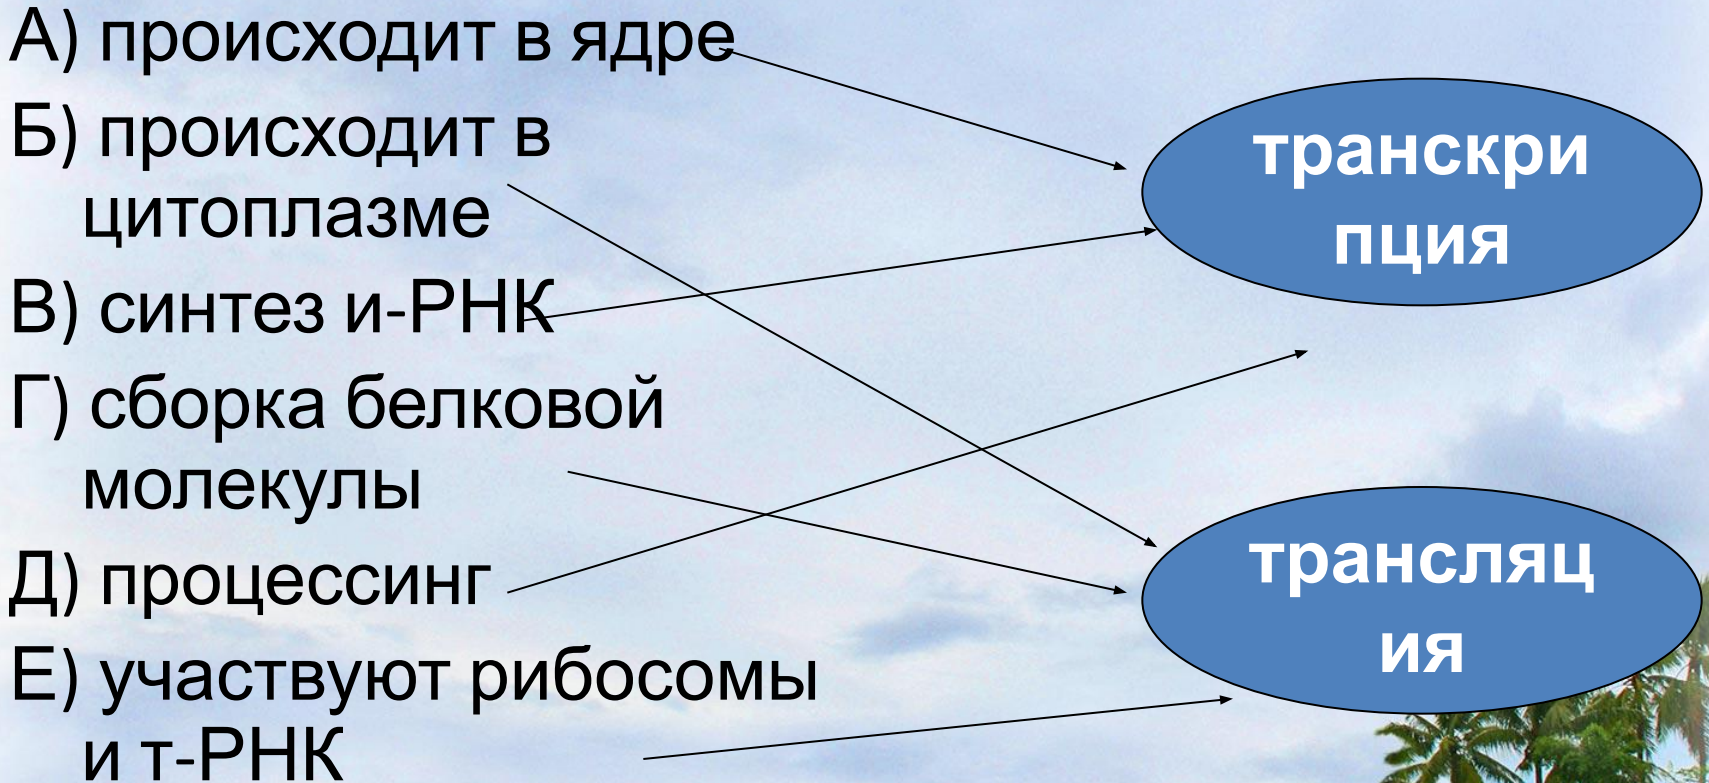 А) происходит в ядре
Б) происходит в
цитоплазме
В) синтез и-РНК
Г) сборка белковой
молекулы
Д) процессинг
Е) участвуют рибосомы
и т-РНК
транскри
пция
трансляц
ия